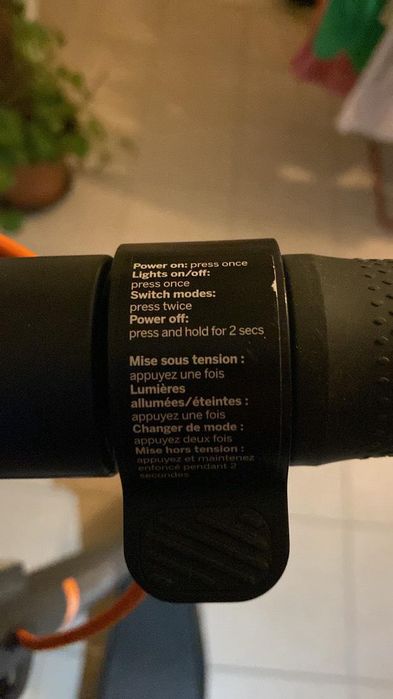 Power on: press once
Lights on/off:
press once
Switch modes:
press twice
Power off:
press and hold for 2 secs
Mise sous tension :
appuyez une fois
Lumières
allumées/éteintes :
appuyez une fois
Changer de mode :
appuyez deux fois
Mise hors tension :
appuyez et maintenez
enfoncé pendant 2
secondes